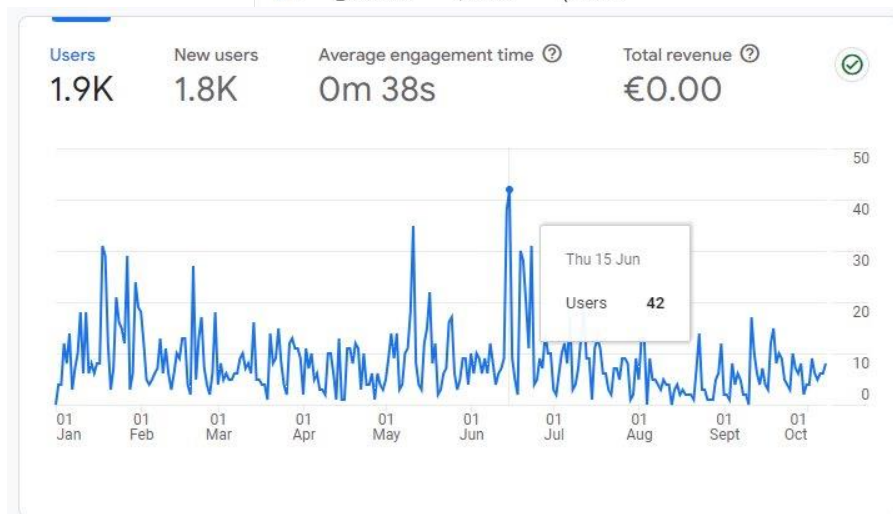 Users New users Average engagement time Total revenue
1.9K 1.8K 0m 38s €0.00
50
40
30
20
10
0
Thu 15 Jun
Users 42
01 01 01 01 01 01 01 01 01 01
Jan Feb Mar Apr May Jun Jul Aug Sept Oct